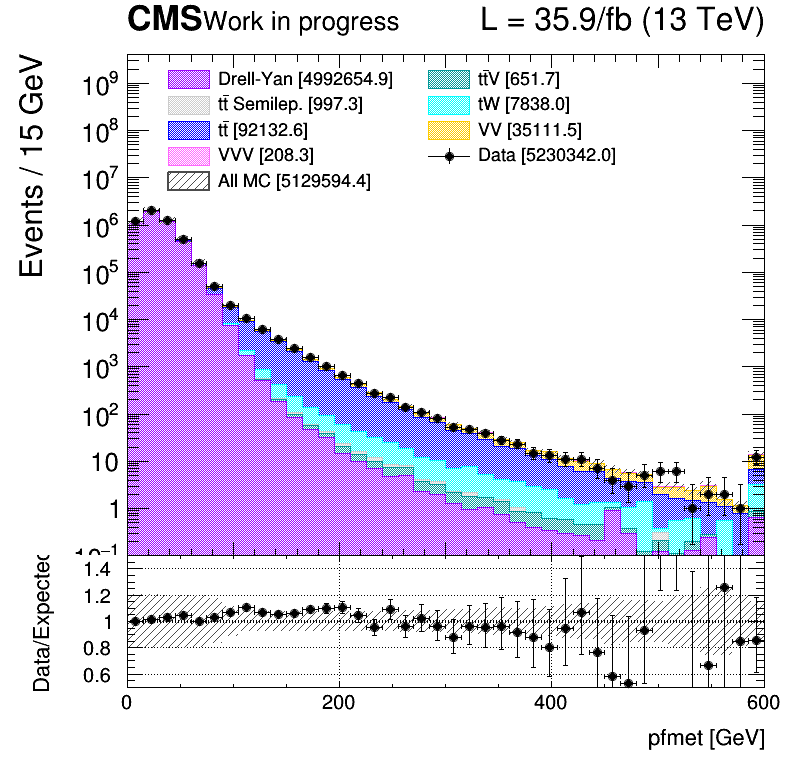 CMS Work in progress L = 35.9/fb (13 TeV)
Events / 15 GeV
Drell-Yan [4992654.9] tt̄V [651.7]
tt̄ Semilep. [997.3] tW [7838.0]
tt̄ [92132.6] VV [35111.5]
VVV [208.3] Data [5230342.0]
All MC [5129594.4]
10⁹
10⁸
10⁷
10⁶
10⁵
10⁴
10³
10²
10
1
10⁻¹
Data/Expected
1.4
1.2
1
0.8
0.6
0 200 400 600
pfmet [GeV]